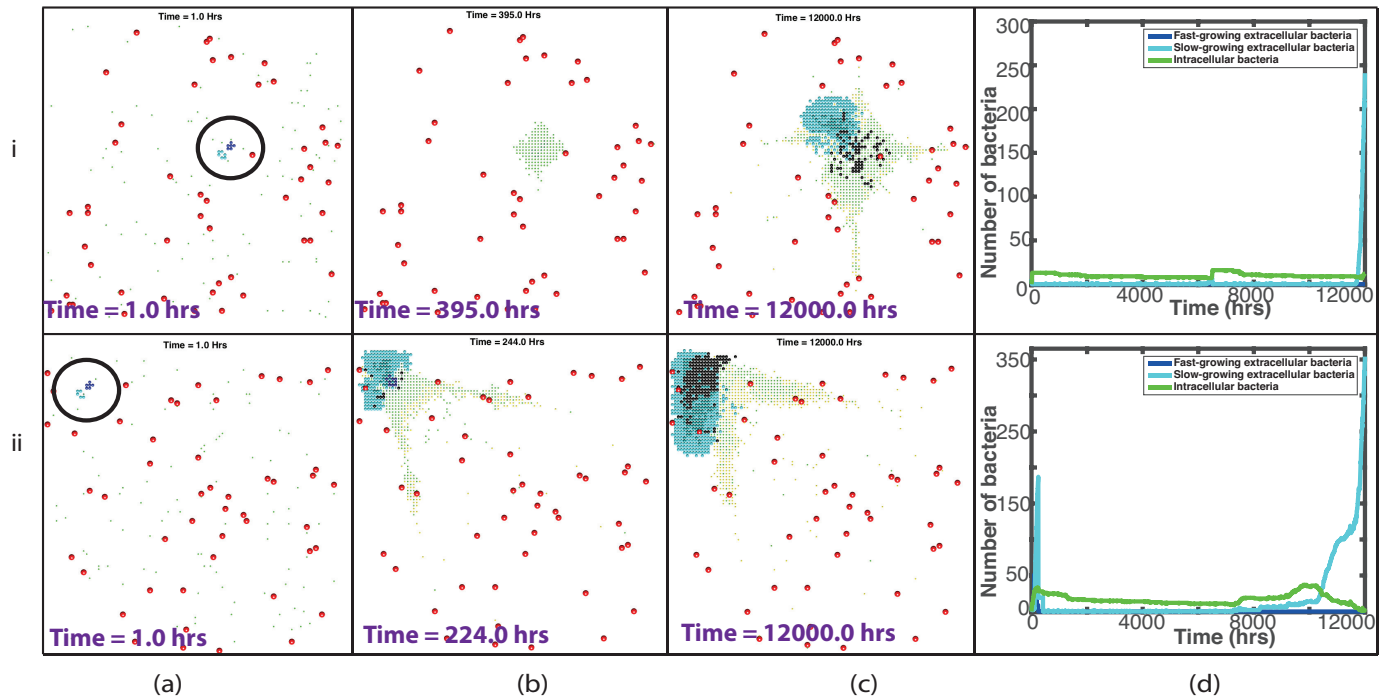 i
Time = 1.0 Hrs
Time = 1.0 hrs
Time = 395.0 Hrs
Time = 395.0 hrs
Time = 12000.0 Hrs
Time = 12000.0 hrs
Number of bacteria
300
250
200
150
100
50
0
Fast-growing extracellular bacteria
Slow-growing extracellular bacteria
Intracellular bacteria
0 4000 8000 12000
Time (hrs)
ii
Time = 1.0 Hrs
Time = 1.0 hrs
Time = 244.0 Hrs
Time = 224.0 hrs
Time = 12000.0 Hrs
Time = 12000.0 hrs
Number of bacteria
350
250
150
50
0
Fast-growing extracellular bacteria
Slow-growing extracellular bacteria
Intracellular bacteria
0 4000 8000 12000
Time (hrs)
(a) (b) (c) (d)